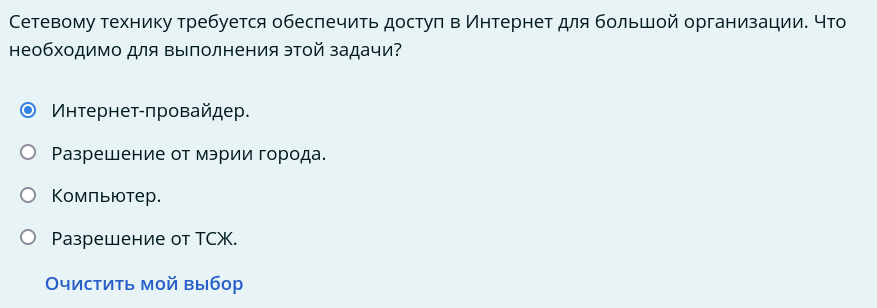 Сетевому технику требуется обеспечить доступ в Интернет для большой организации. Что
необходимо для выполнения этой задачи?
Интернет-провайдер.
Разрешение от мэрии города.
Компьютер.
Разрешение от ТСЖ.
Очистить мой выбор